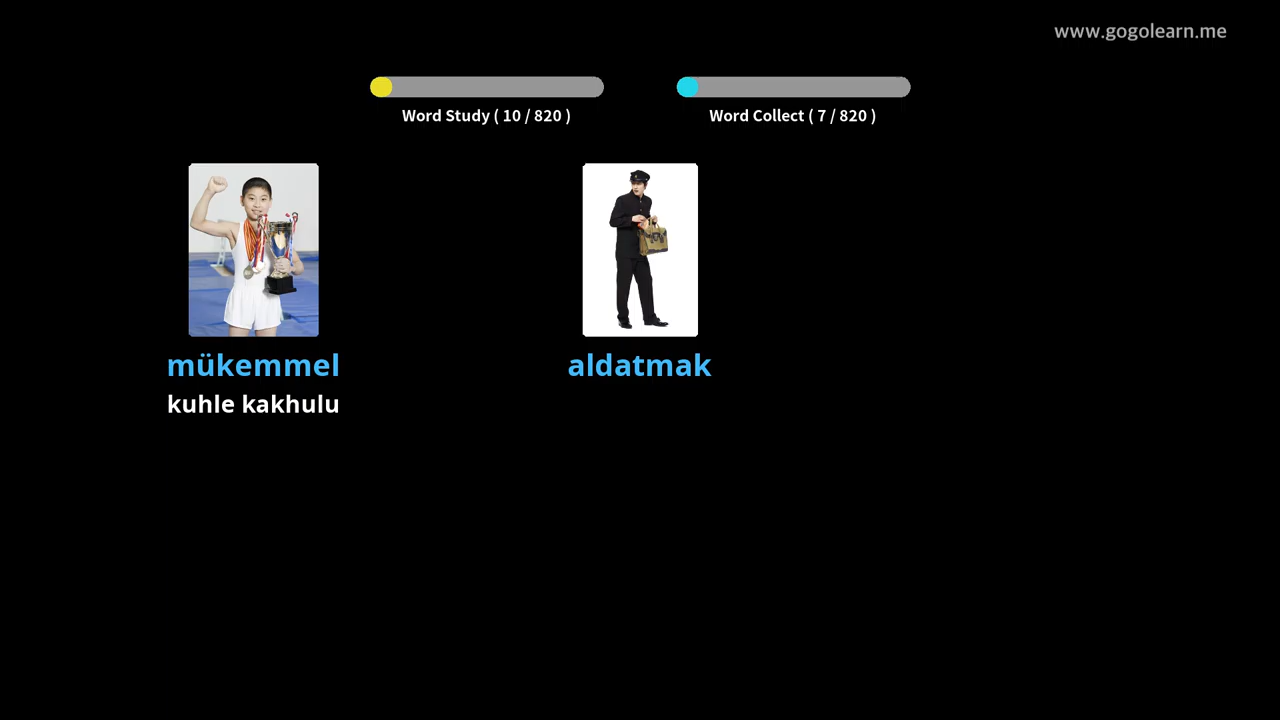 www.gogolearn.me
Word Study ( 10 / 820 )
Word Collect ( 7 / 820 )
mükemmel
aldatmak
kuhle kakhulu